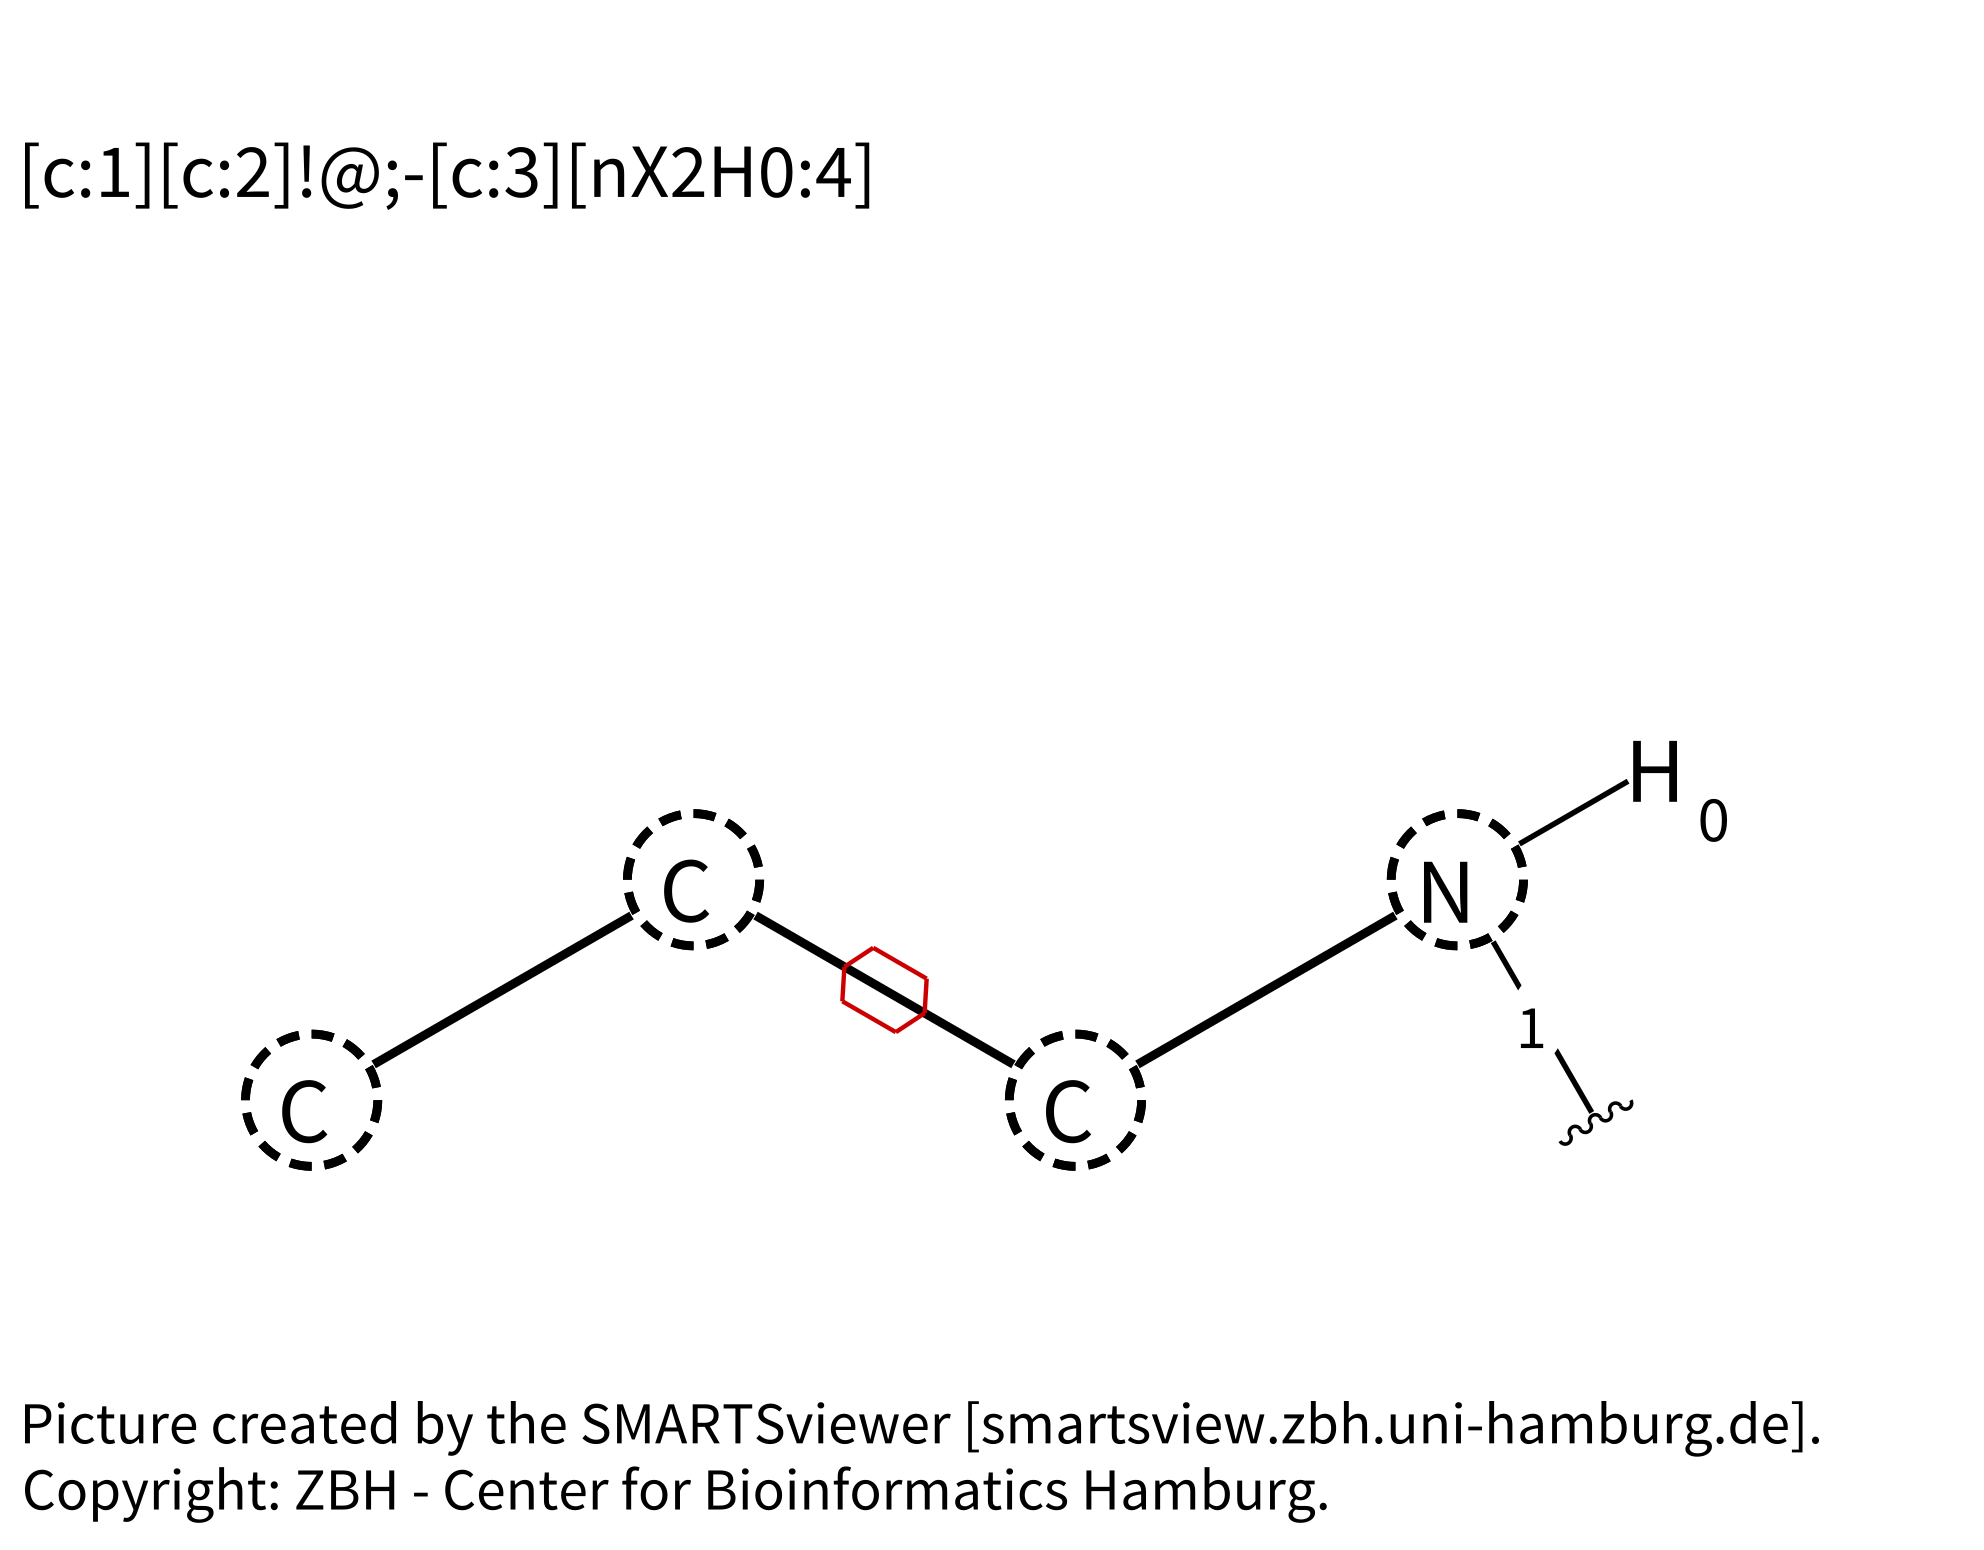 [c:1][c:2]!@;-[c:3][nX2H0:4]
H
0
C
N
1
C
C
Picture created by the SMARTSviewer [smartsview.zbh.uni-hamburg.de].
Copyright: ZBH - Center for Bioinformatics Hamburg.